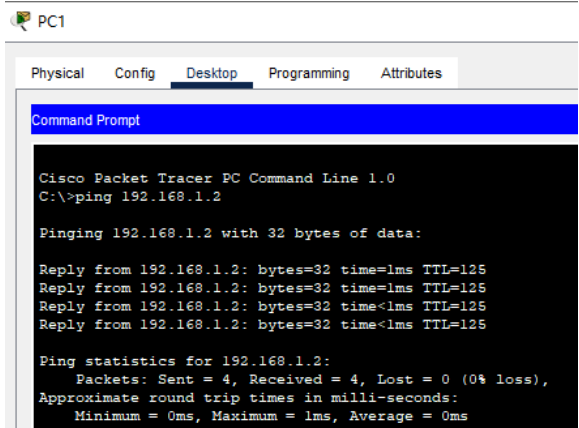 PC1
Physical Config Desktop Programming Attributes
Command Prompt
Cisco Packet Tracer PC Command Line 1.0
C:\>ping 192.168.1.2
Pinging 192.168.1.2 with 32 bytes of data:
Reply from 192.168.1.2: bytes=32 time=1ms TTL=125
Reply from 192.168.1.2: bytes=32 time=1ms TTL=125
Reply from 192.168.1.2: bytes=32 time<1ms TTL=125
Reply from 192.168.1.2: bytes=32 time<1ms TTL=125
Ping statistics for 192.168.1.2:
Packets: Sent = 4, Received = 4, Lost = 0 (0% loss),
Approximate round trip times in milli-seconds:
Minimum = 0ms, Maximum = 1ms, Average = 0ms